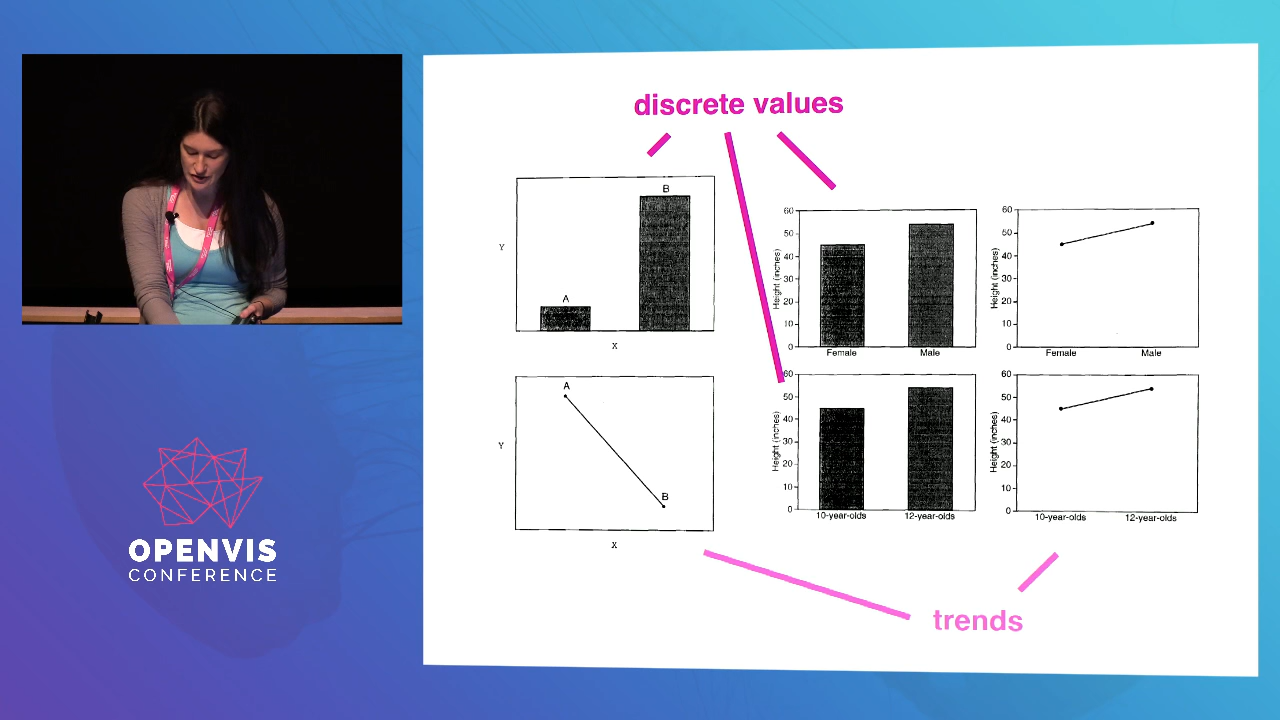 discrete values
B
A
Y
X
A
B
Y
X
60
50
40
30
20
10
0
Height (inches)
Female
Male
60
50
40
30
20
10
0
Height (inches)
Female
Male
60
50
40
30
20
10
0
Height (inches)
10-year-olds
12-year-olds
60
50
40
30
20
10
0
Height (inches)
10-year-olds
12-year-olds
trends
OPENVIS
CONFERENCE